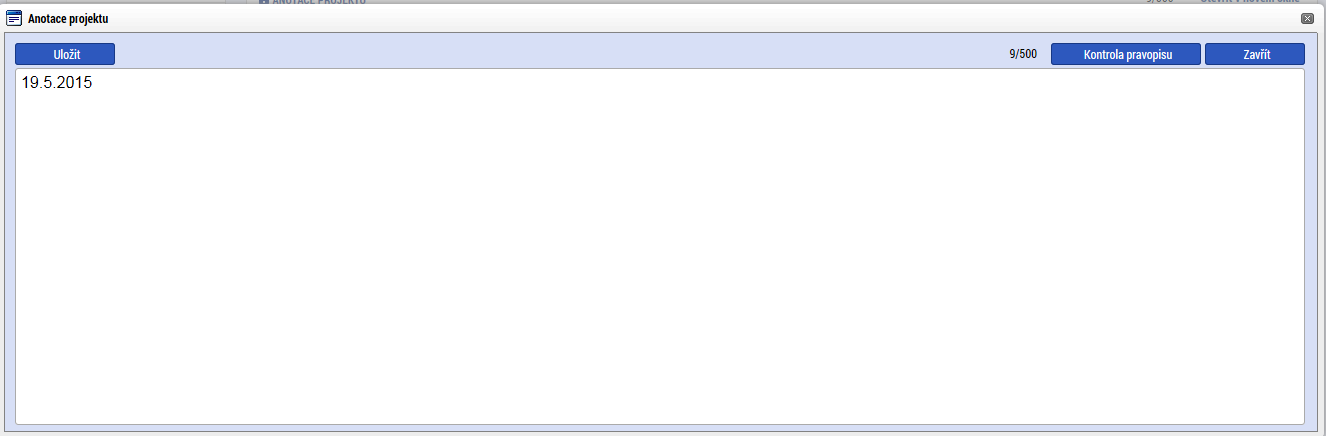 Anotace projektu
Uložit
9/500
Kontrola pravopisu
Zavřít
19.5.2015